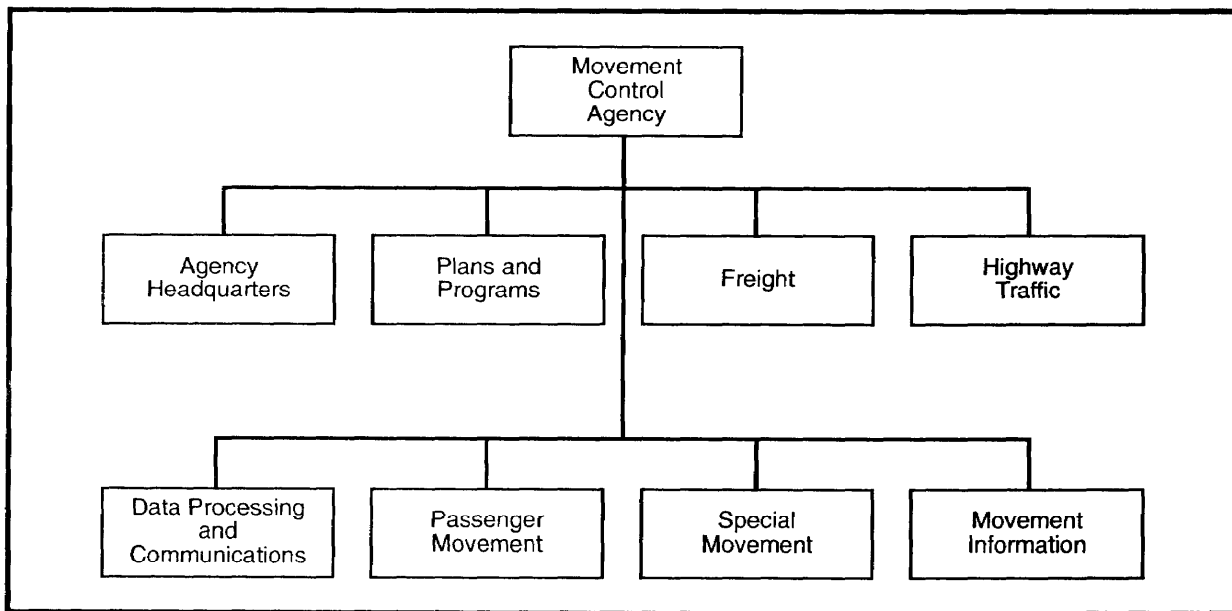 Movement
Control
Agency
Agency
Headquarters
Plans and
Programs
Freight
Highway
Traffic
Data Processing
and
Communications
Passenger
Movement
Special
Movement
Movement
Information